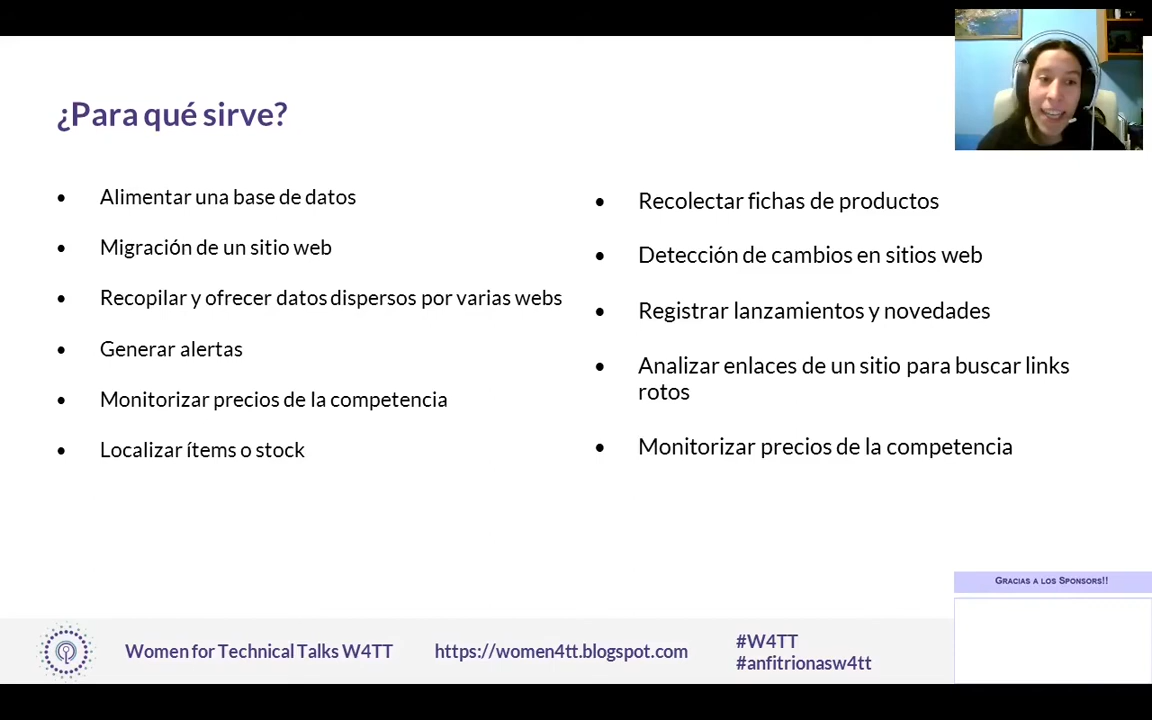 ¿Para qué sirve?
Alimentar una base de datos
Migración de un sitio web
Recopilar y ofrecer datos dispersos por varias webs
Generar alertas
Monitorizar precios de la competencia
Localizar ítems o stock
Recolectar fichas de productos
Detección de cambios en sitios web
Registrar lanzamientos y novedades
Analizar enlaces de un sitio para buscar links
rotos
Monitorizar precios de la competencia
Gracias a los Sponsors!!
Women for Technical Talks W4TT
https://women4tt.blogspot.com
#W4TT
#anfitrionasw4tt